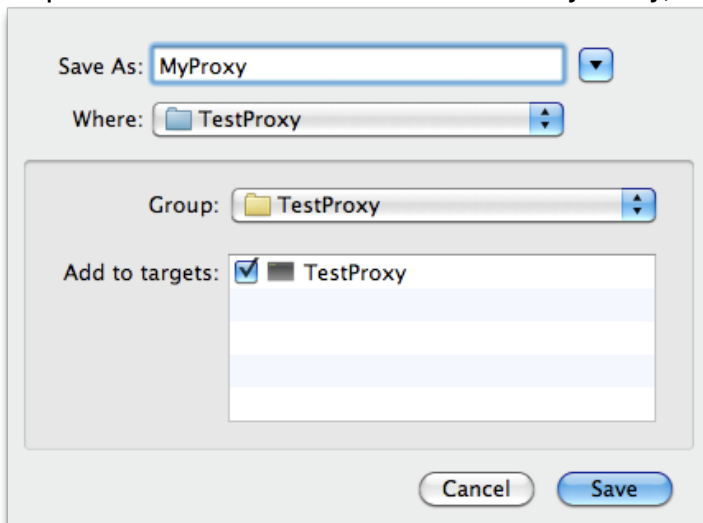 Save As: MyProxy
Where: TestProxy
Group: TestProxy
Add to targets: TestProxy
Cancel Save